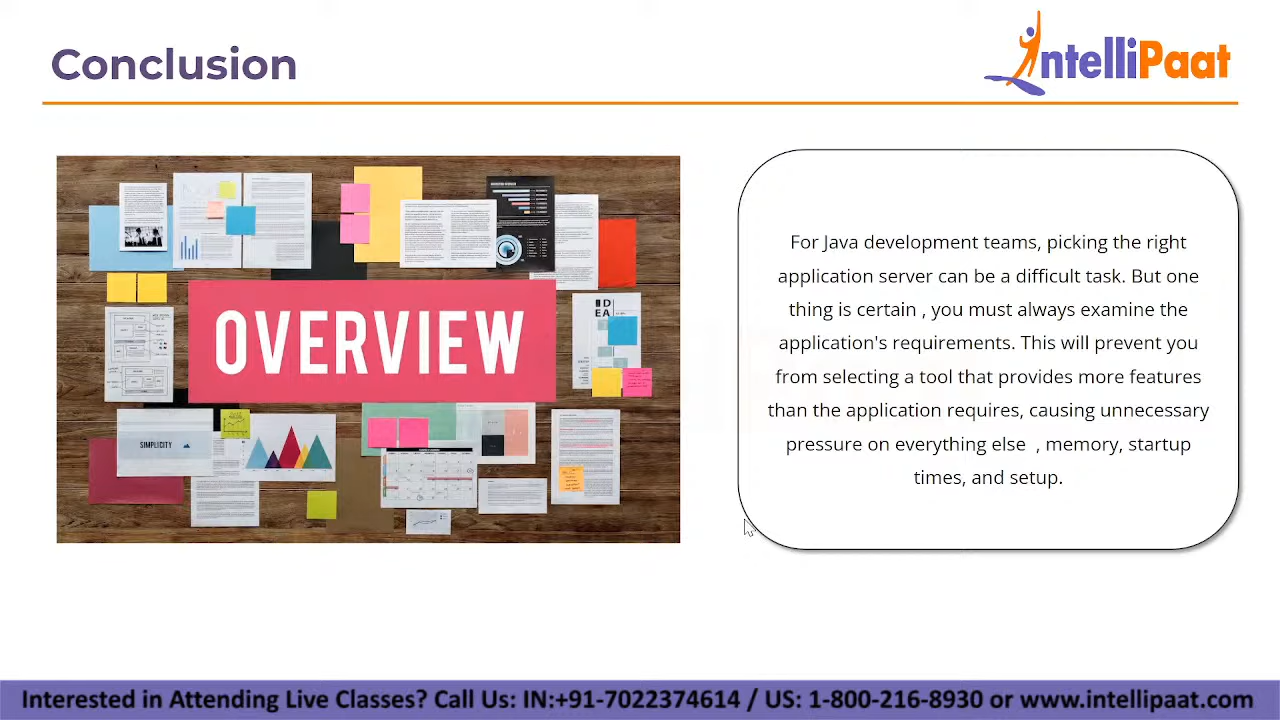 Conclusion
IntelliPaat
OVERVIEW
IDEA
SIMPLICITY
For Java development teams, picking the right
application server can be a difficult task. But one
thing is certain , you must always examine the
application's requirements. This will prevent you
from selecting a tool that provides more features
than the application requires, causing unnecessary
pressure on everything else - memory, startup
times, and setup.
Interested in Attending Live Classes? Call Us: IN:+91-7022374614 / US: 1-800-216-8930 or www.intellipaat.com